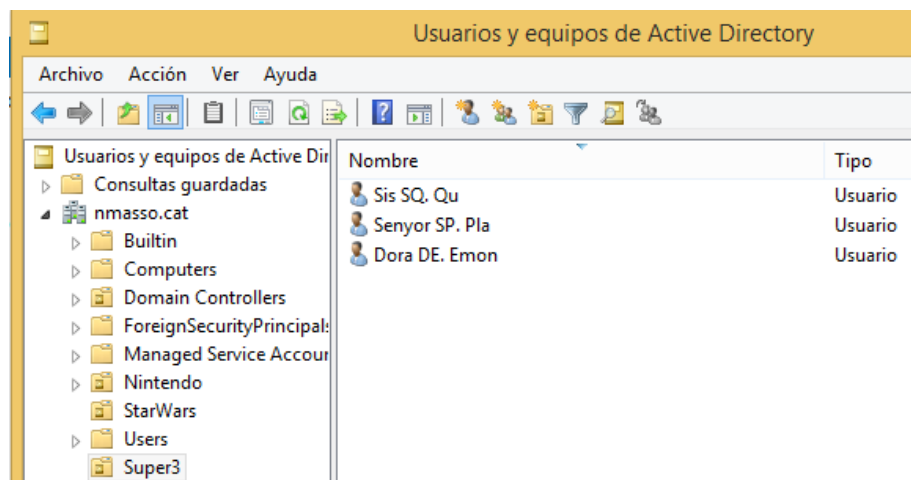 Usuarios y equipos de Active Directory
Archivo Acción Ver Ayuda
Usuarios y equipos de Active Dir
Consultas guardadas
nmasso.cat
Builtin
Computers
Domain Controllers
ForeignSecurityPrincipals
Managed Service Accour
Nintendo
StarWars
Users
Super3
Nombre Tipo
Sis SQ. Qu Usuario
Senyor SP. Pla Usuario
Dora DE. Emon Usuario